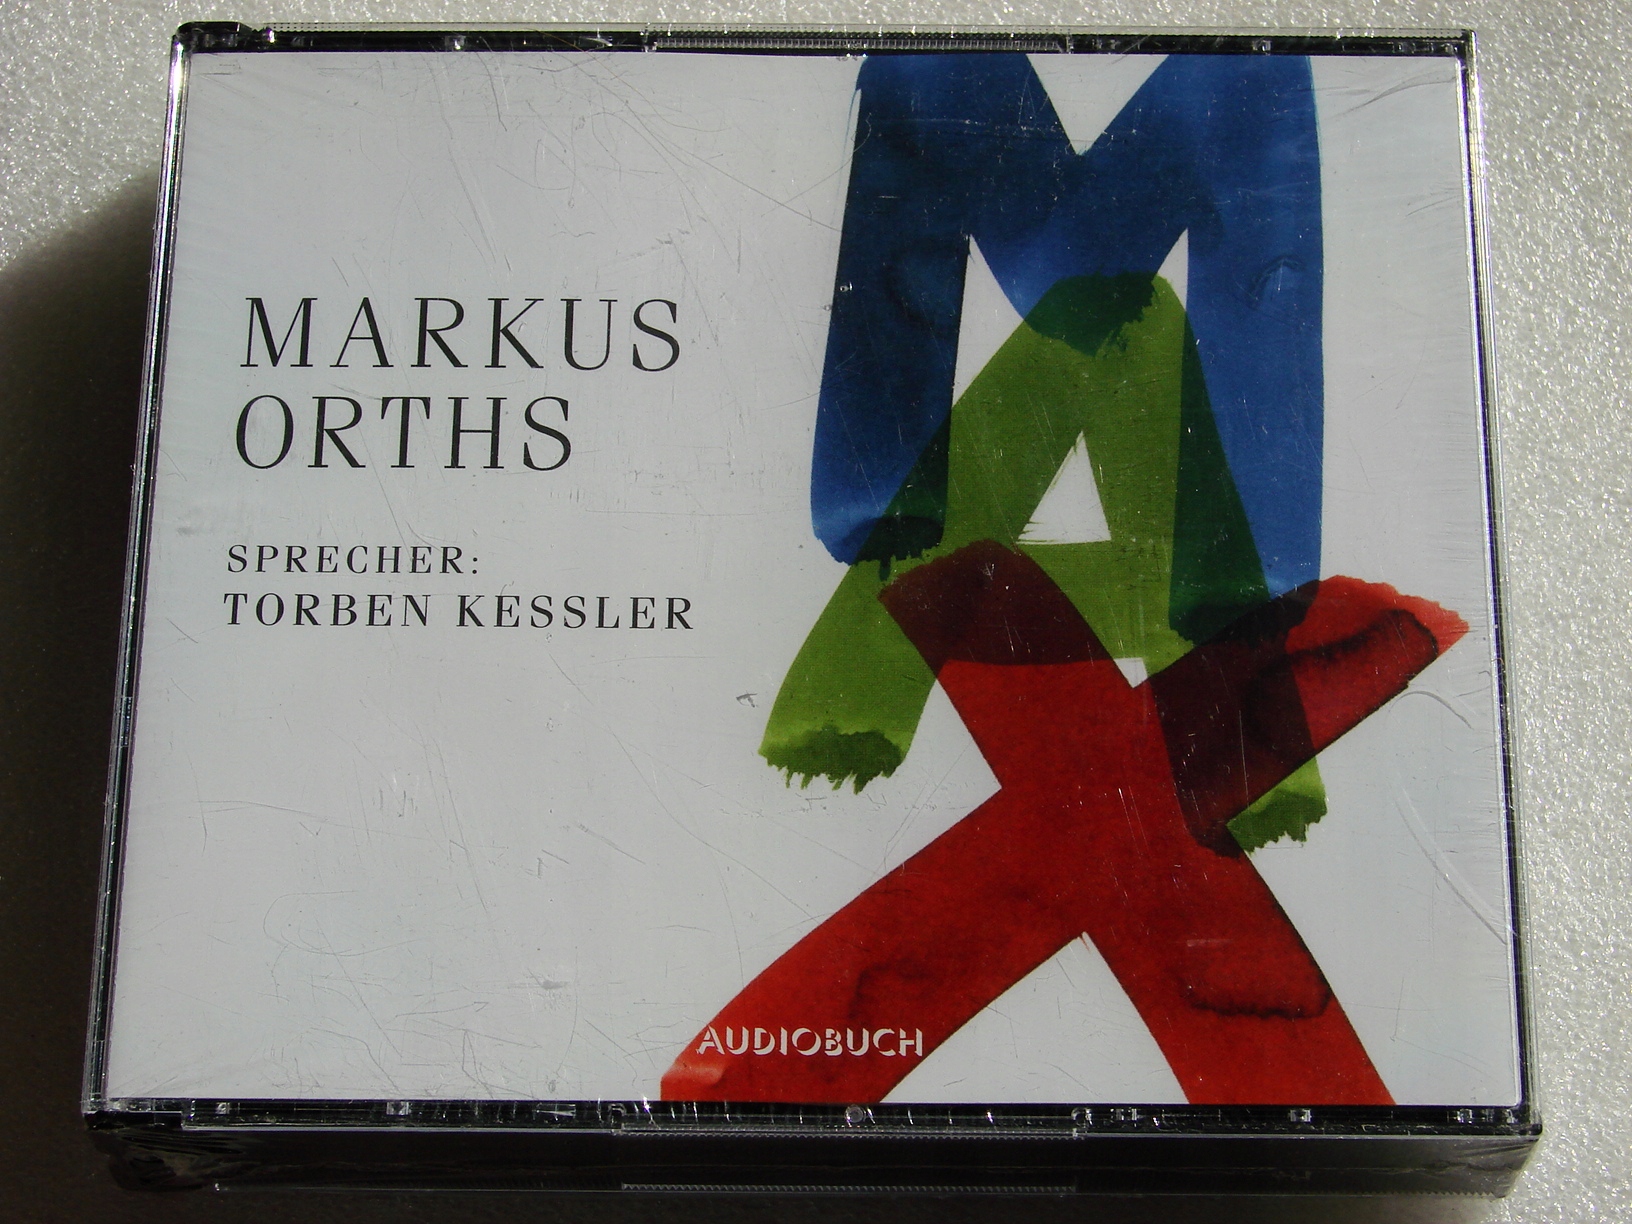 MARKUS
ORTHS
SPRECHER:
TORBEN KESSLER
MAX
AUDIOBUCH